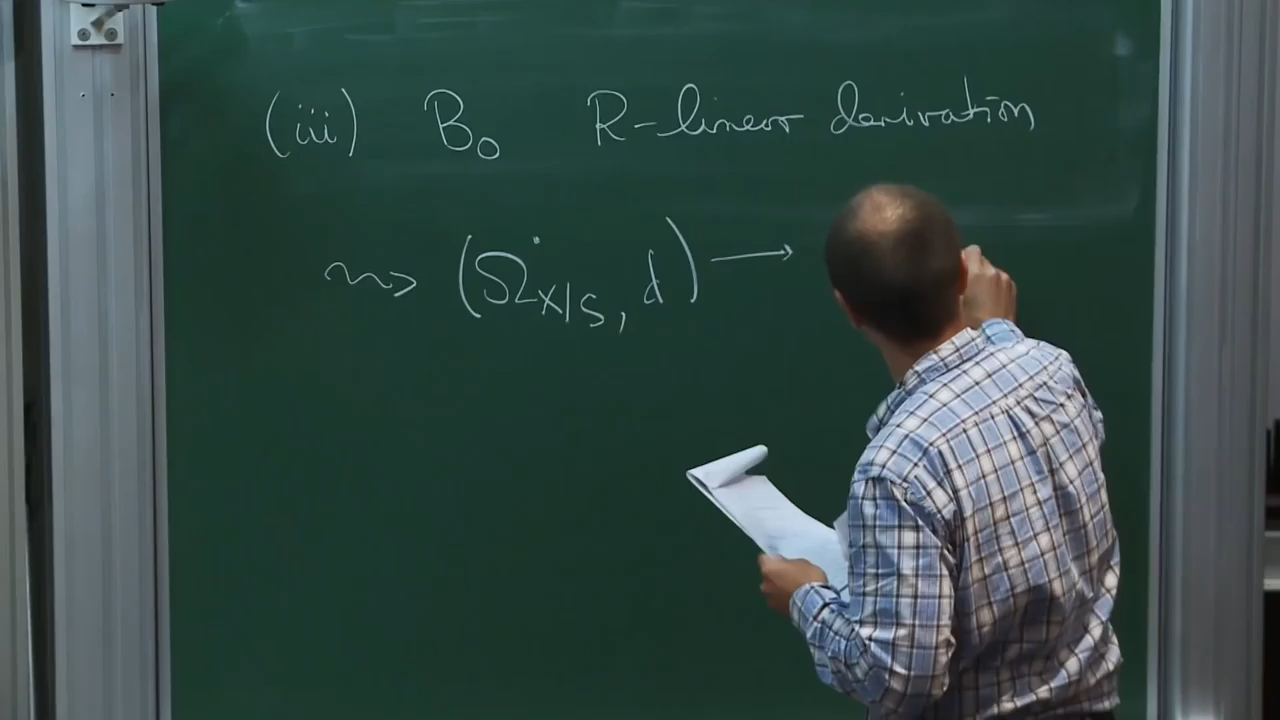 (iii) B₀ R-linear derivation
⇝ (Ω˙X/S, d) ⟶